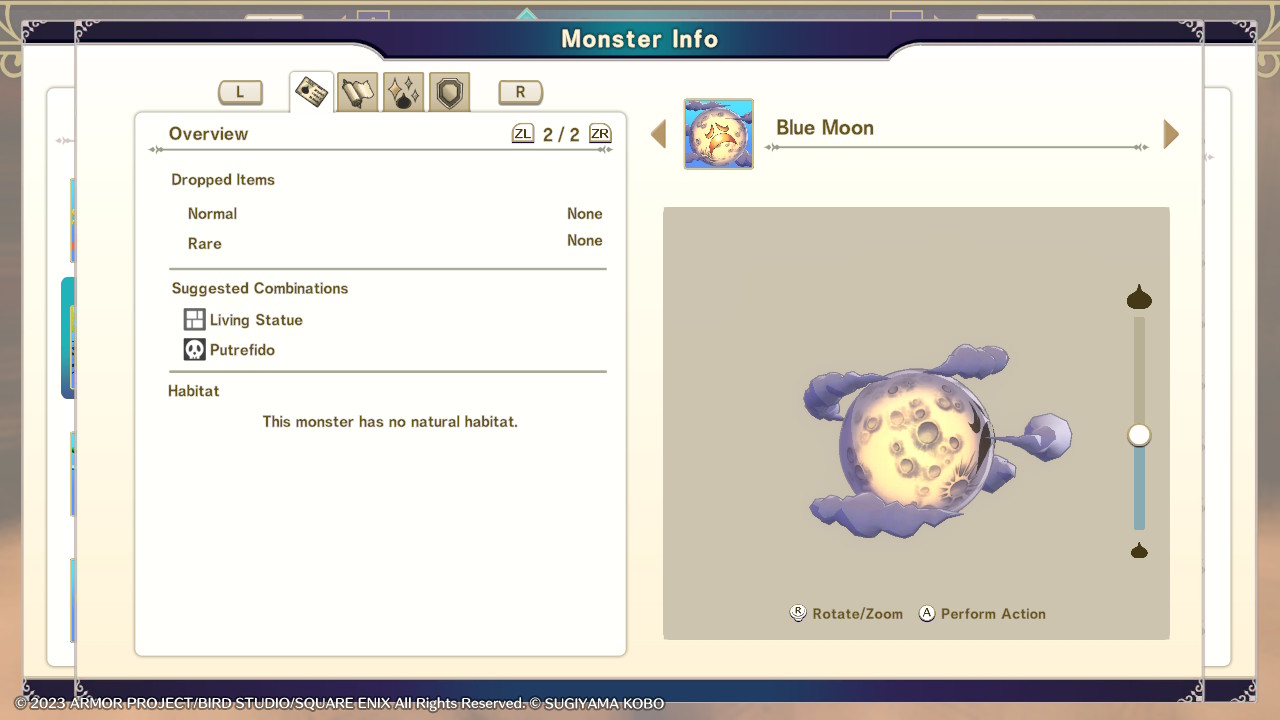 Monster Info
L
R
Overview
ZL 2 / 2 ZR
Blue Moon
Dropped Items
Normal None
Rare None
Suggested Combinations
Living Statue
Putrefido
Habitat
This monster has no natural habitat.
R Rotate/Zoom A Perform Action
© 2023 ARMOR PROJECT/BIRD STUDIO/SQUARE ENIX All Rights Reserved. © SUGIYAMA KOBO